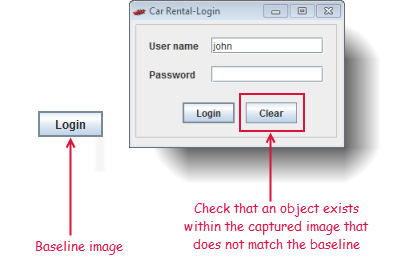 Car Rental-Login
User name
john
Password
Login
Clear
Login
Baseline image
Check that an object exists
within the captured image that
does not match the baseline